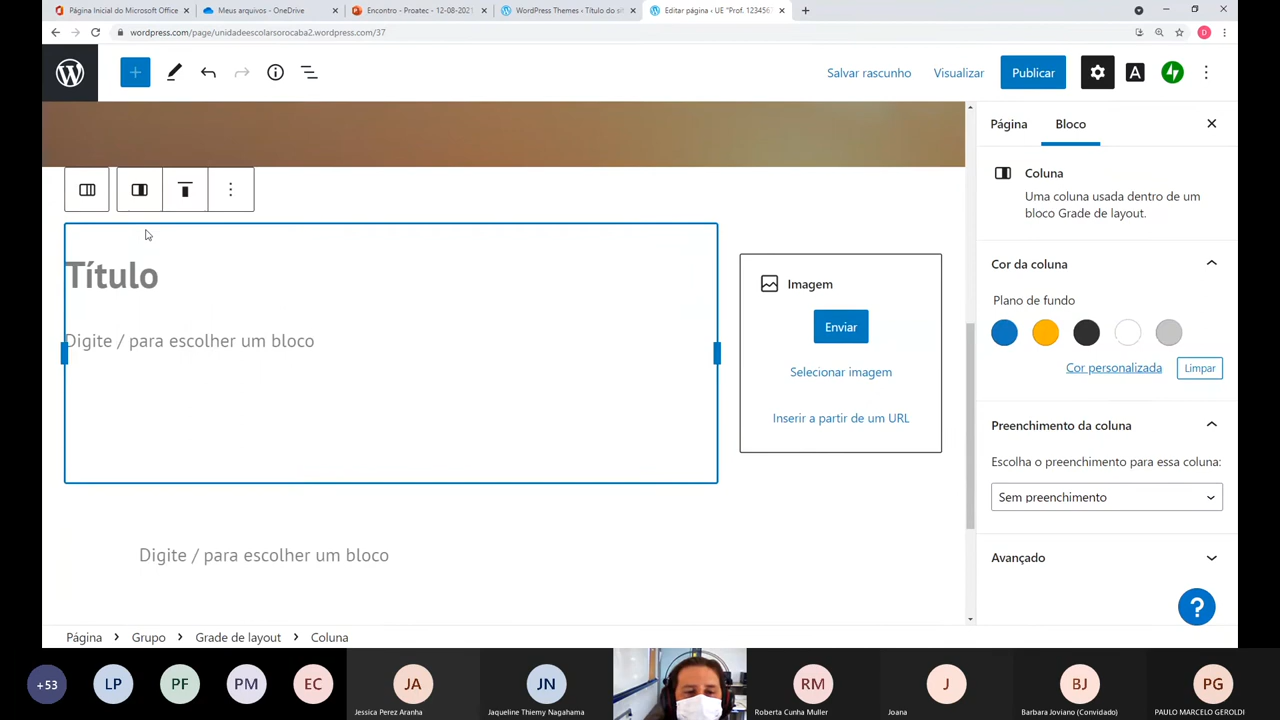 Página Inicial do Microsoft Office
Meus arquivos - OneDrive
Encontro - Proatec - 12-08-2021
WordPress Themes ‹ Título do si
Editar página ‹ UE "Prof. 123456
D
wordpress.com/page/unidadeescolarsorocaba2.wordpress.com/37
Salvar rascunho
Visualizar
Publicar
A
Página
Bloco
Coluna
Uma coluna usada dentro de um
bloco Grade de layout.
Título
Digite / para escolher um bloco
Imagem
Enviar
Selecionar imagem
Inserir a partir de um URL
Cor da coluna
Plano de fundo
Cor personalizada
Limpar
Preenchimento da coluna
Escolha o preenchimento para essa coluna:
Sem preenchimento
Avançado
Digite / para escolher um bloco
?
Página
Grupo
Grade de layout
Coluna
+53
LP
PF
PM
EC
JA
Jessica Perez Aranha
JN
Jaqueline Thiemy Nagahama
RM
Roberta Cunha Muller
J
Joana
BJ
Barbara Joviano (Convidado)
PG
PAULO MARCELO GEROLDI